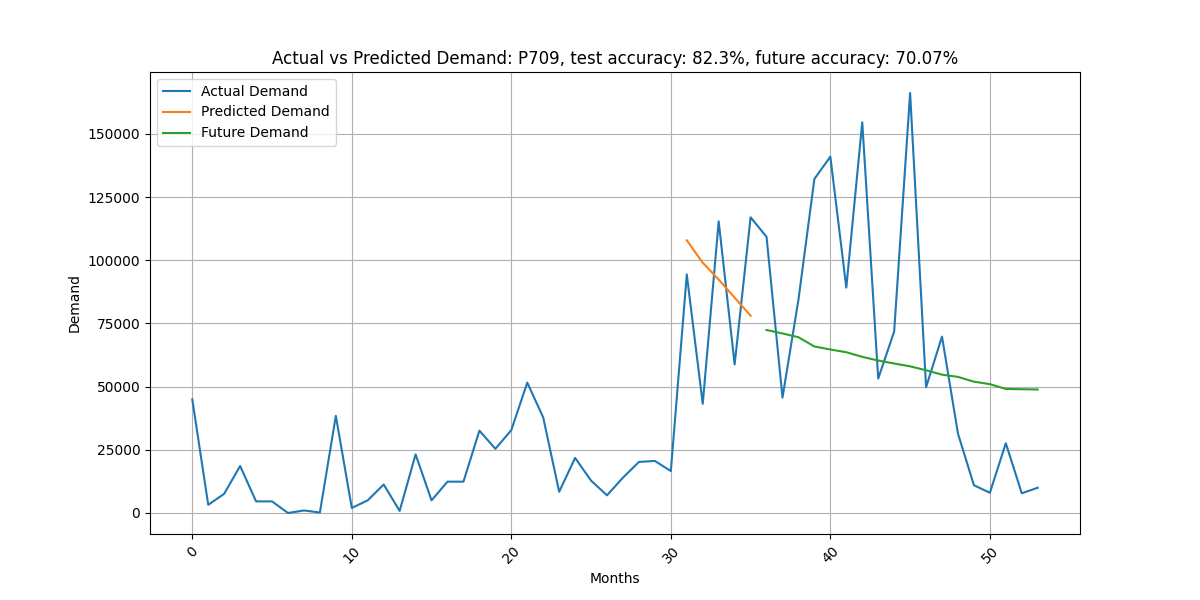 Actual vs Predicted Demand: P709, test accuracy: 82.3%, future accuracy: 70.07%
Actual Demand
Predicted Demand
Future Demand
150000
125000
100000
75000
50000
25000
0
Demand
0
10
20
30
40
50
Months